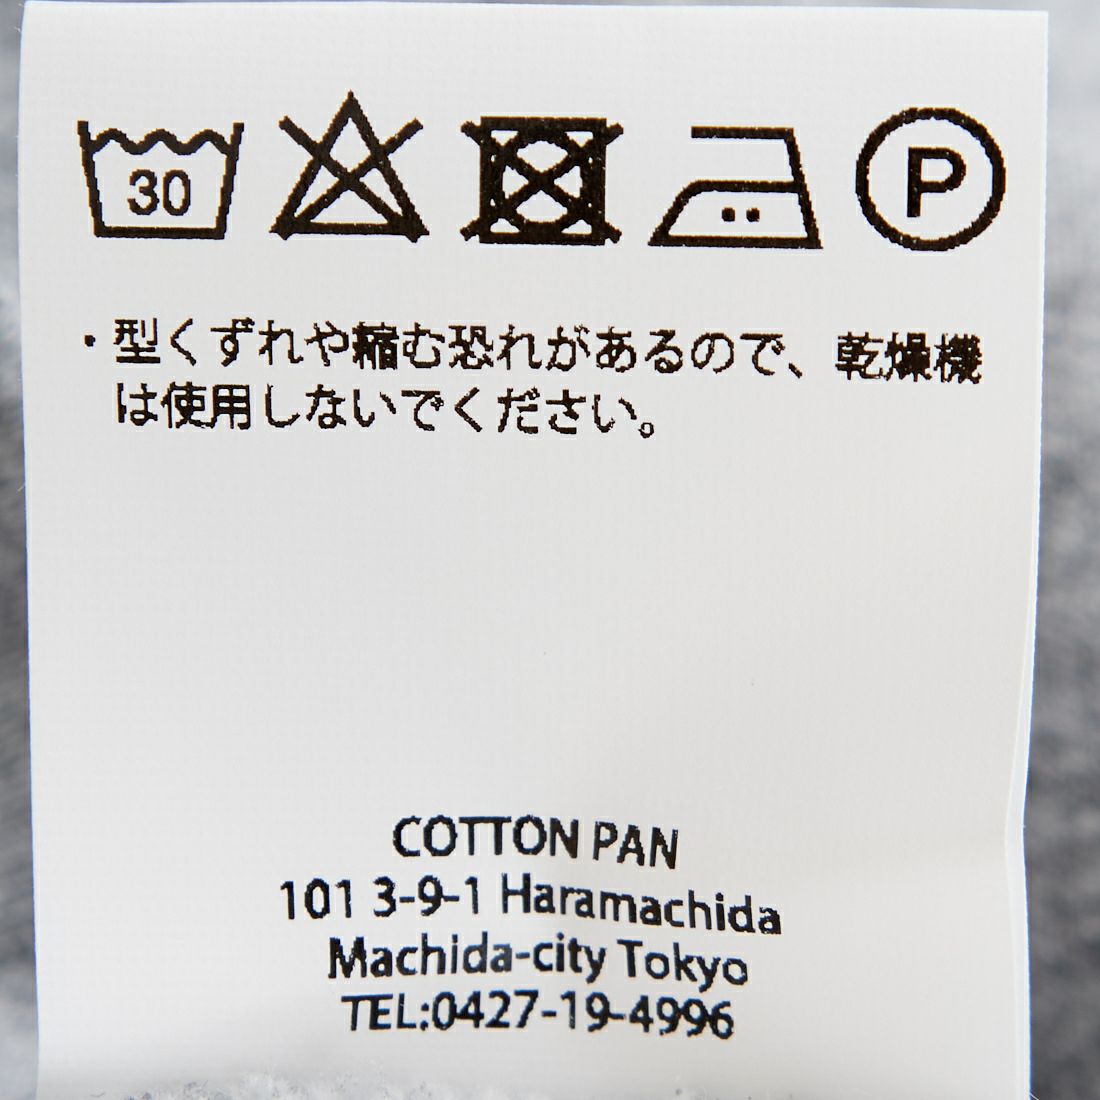 30
P
・型くずれや縮む恐れがあるので、乾燥機
は使用しないでください。
COTTON PAN
101 3-9-1 Haramachida
Machida-city Tokyo
TEL:0427-19-4996